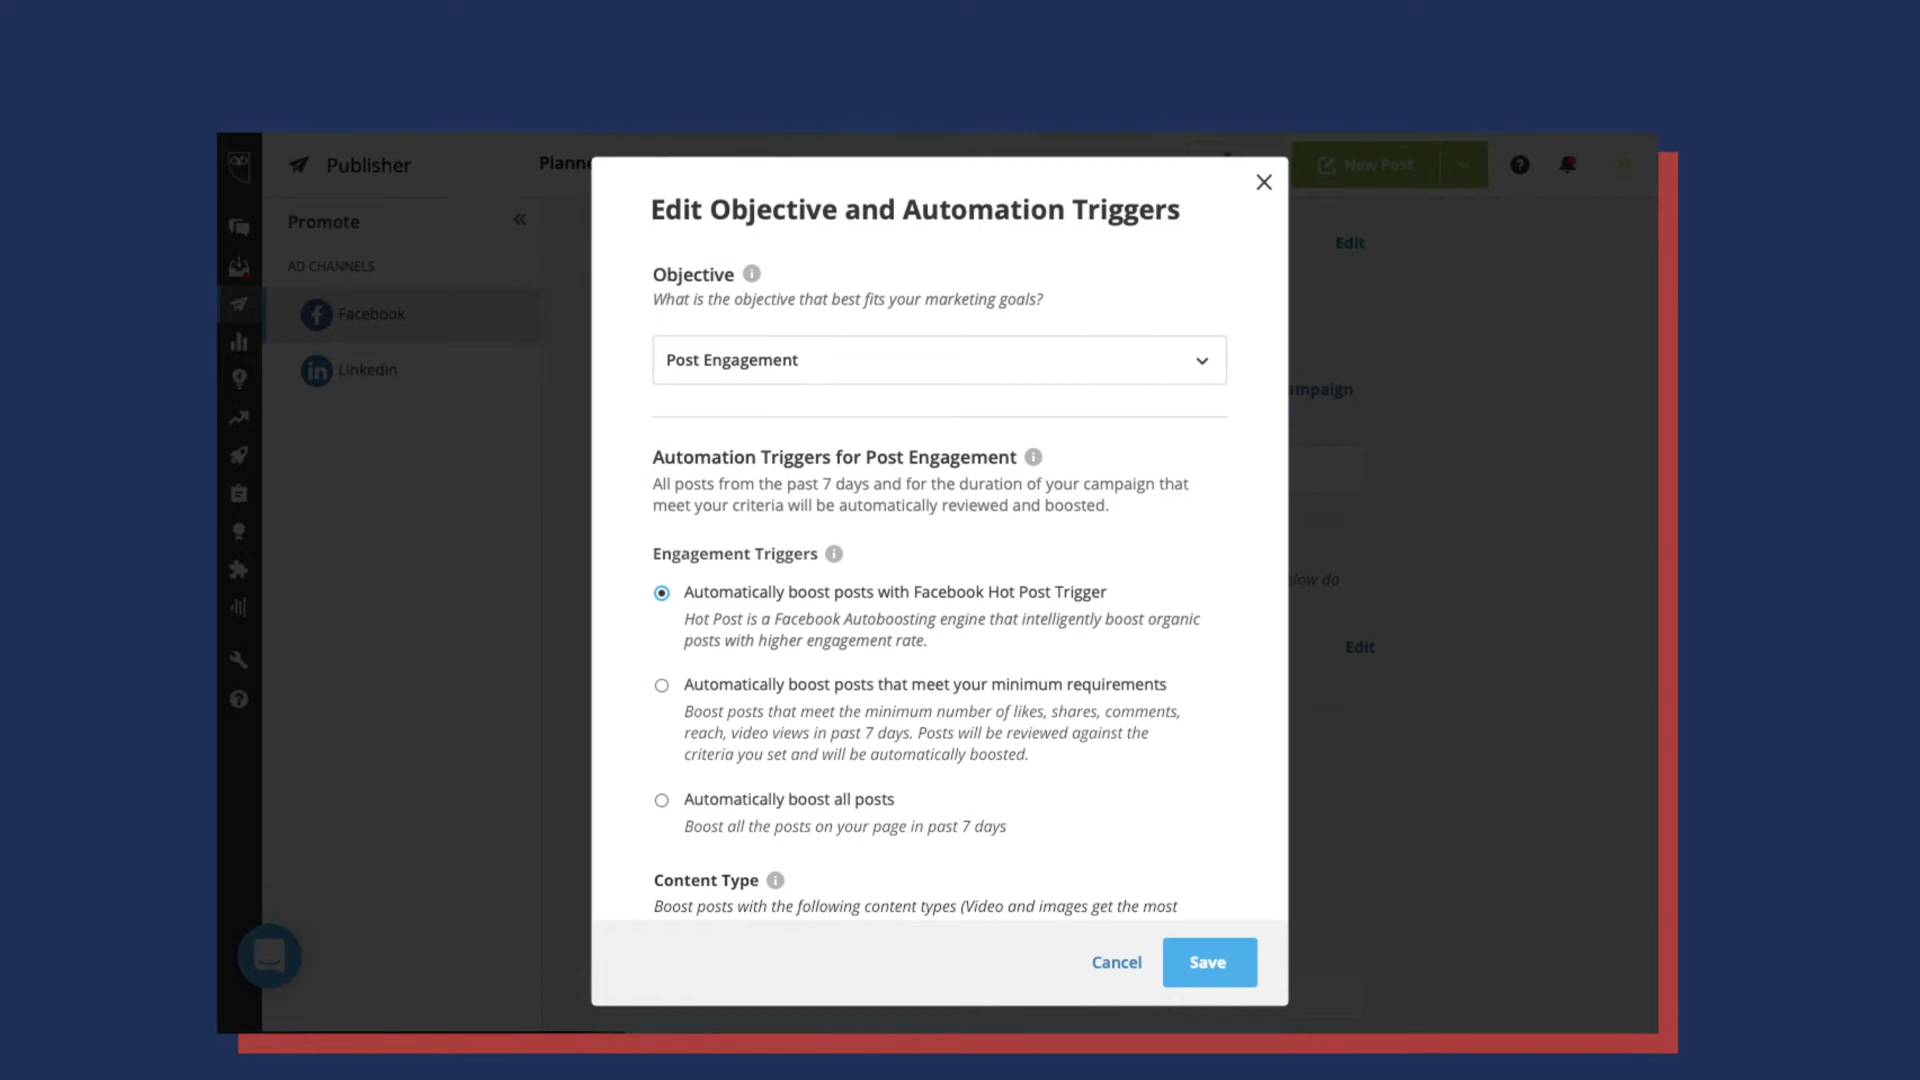 Publisher
Planne
New Post
Promote
AD CHANNELS
Facebook
Linkedin
Edit
ampaign
elow do
Edit
Edit Objective and Automation Triggers
Objective
What is the objective that best fits your marketing goals?
Post Engagement
Automation Triggers for Post Engagement
All posts from the past 7 days and for the duration of your campaign that
meet your criteria will be automatically reviewed and boosted.
Engagement Triggers
Automatically boost posts with Facebook Hot Post Trigger
Hot Post is a Facebook Autoboosting engine that intelligently boost organic
posts with higher engagement rate.
Automatically boost posts that meet your minimum requirements
Boost posts that meet the minimum number of likes, shares, comments,
reach, video views in past 7 days. Posts will be reviewed against the
criteria you set and will be automatically boosted.
Automatically boost all posts
Boost all the posts on your page in past 7 days
Content Type
Boost posts with the following content types (Video and images get the most
Cancel
Save